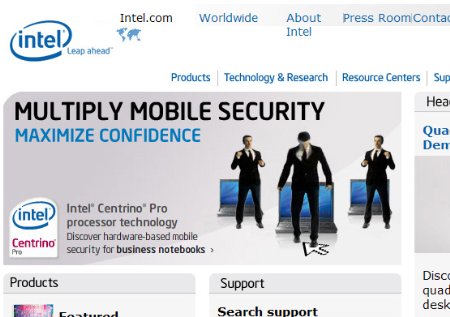 Intel.com
Worldwide
About Intel
Press Room
Contac
intel
Leap ahead™
Products
Technology & Research
Resource Centers
Sup
MULTIPLY MOBILE SECURITY
MAXIMIZE CONFIDENCE
intel
Centrino
Pro
Intel® Centrino® Pro
processor technology
Discover hardware-based mobile
security for business notebooks ›
Head
Quad
Dem
Disco
quad
desk
Products
Featured
Support
Search support